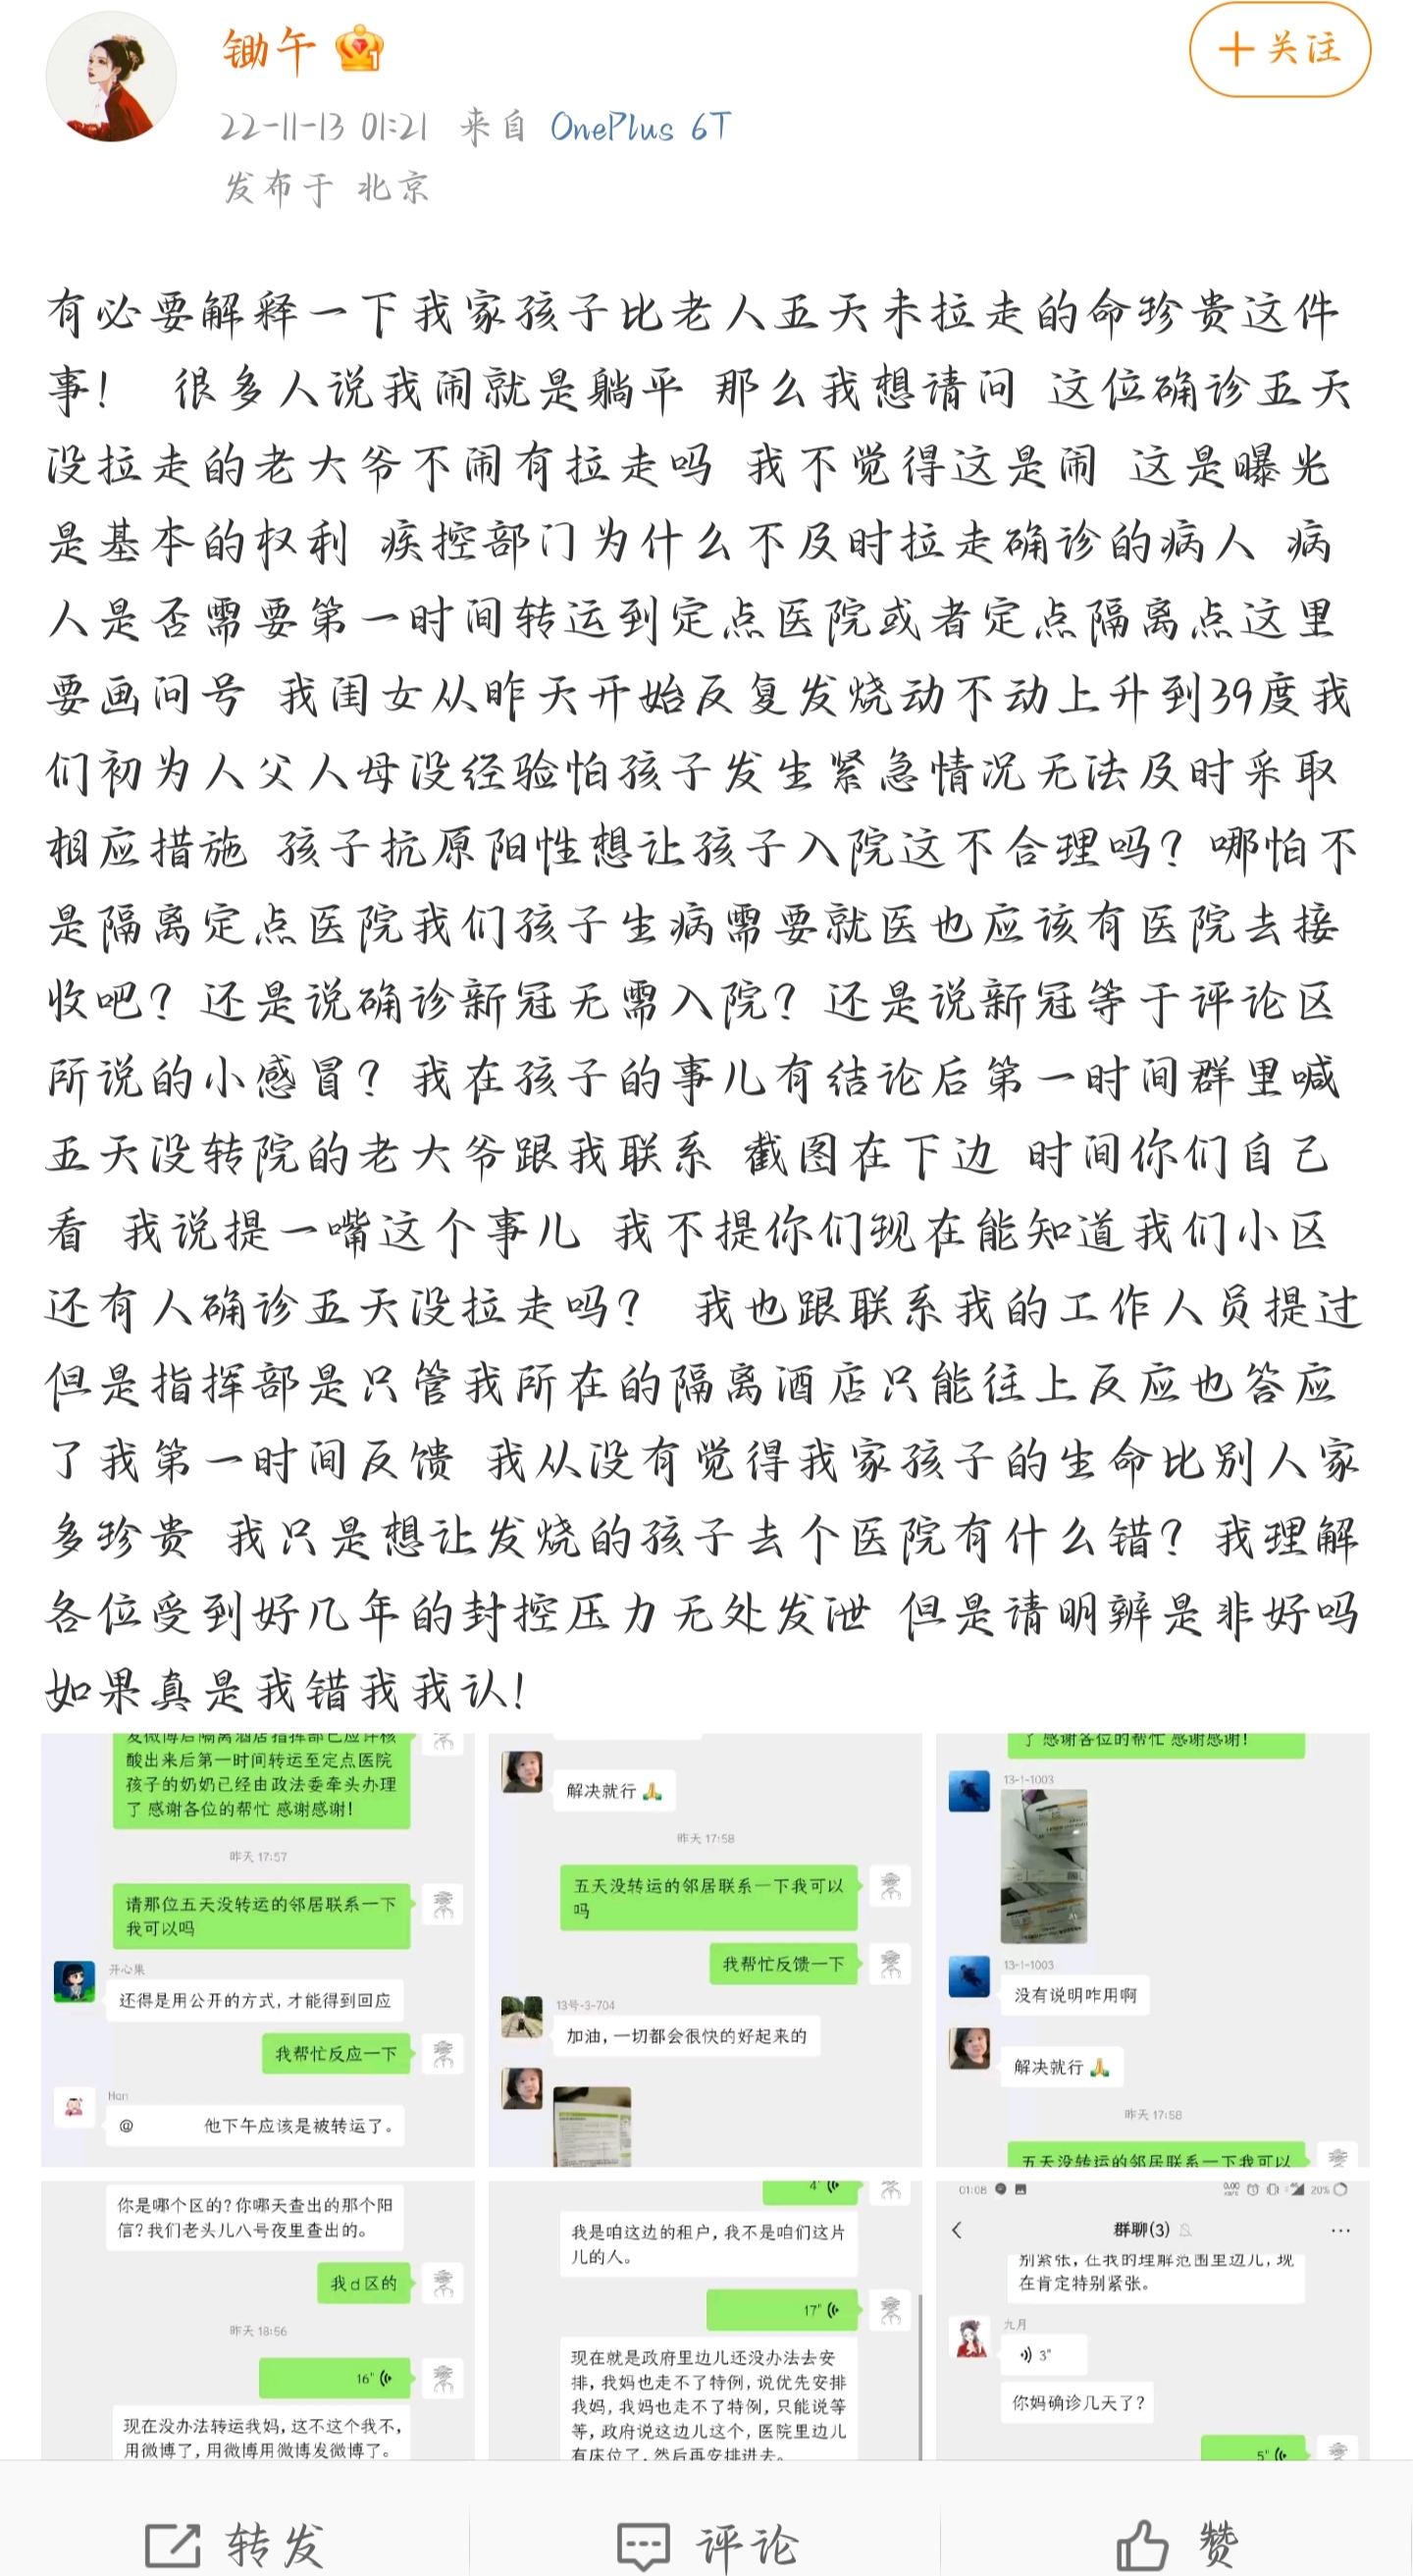 锄午
关注
22-11-13 01:21 来自 OnePlus 6T
发布于 北京
有必要解释一下我家孩子比老人五天未拉走的命珍贵这件
事! 很多人说我闹就是躺平 那么我想请问 这位确诊五天
没拉走的老大爷不闹有拉走吗 我不觉得这是闹 这是曝光
是基本的权利 疾控部门为什么不及时拉走确诊的病人 病
人是否需要第一时间转运到定点医院或者定点隔离点这里
要画问号 我闺女从昨天开始反复发烧动不动上升到39度我
们初为人父人母没经验怕孩子发生紧急情况无法及时采取
相应措施 孩子抗原阳性想让孩子入院这不合理吗? 哪怕不
是隔离定点医院我们孩子生病需要就医也应该有医院去接
收吧? 还是说确诊新冠无需入院? 还是说新冠等于评论区
所说的小感冒? 我在孩子的事儿有结论后第一时间群里喊
五天没转院的老大爷跟我联系 截图在下边 时间你们自己
看 我说提一嘴这个事儿 我不提你们现在能知道我们小区
还有人确诊五天没拉走吗? 我也跟联系我的工作人员提过
但是指挥部是只管我所在的隔离酒店只能往上反应也答应
了我第一时间反馈 我从没有觉得我家孩子的生命比别人家
多珍贵 我只是想让发烧的孩子去个医院有什么错? 我理解
各位受到好几年的封控压力无处发泄 但是请明辨是非好吗
如果真是我错我我认!
发微博后隔离酒店指挥部已应许核
酸出来后第一时间转运至定点医院
孩子的奶奶已经由政法委牵头办理
了 感谢各位的帮忙 感谢感谢!
昨天 17:57
请那位五天没转运的邻居联系一下
我可以吗
开心果
还得是用公开的方式,才能得到回应
我帮忙反应一下
Han
@ 他下午应该是被转运了。
解决就行
昨天 17:58
五天没转运的邻居联系一下我可以
吗
我帮忙反馈一下
13号-3-704
加油,一切都会很快的好起来的
了 感谢各位的帮忙 感谢感谢!
13-1-1003
13-1-1003
没有说明咋用啊
解决就行
昨天 17:58
五天没转运的邻居联系一下我可以
你是哪个区的?你哪天查出的那个阳
信?我们老头儿八号夜里查出的。
我d区的
昨天 18:56
16"
现在没办法转运我妈,这不这个我不,
用微博了,用微博用微博发微博了。
4"
我是咱这边的租户,我不是咱们这片
儿的人。
17"
现在就是政府里边儿还没办法去安
排,我妈也走不了特例,说优先安排
我妈,我妈也走不了特例,只能说等
等,政府说这边儿这个,医院里边儿
有床位了,然后再安排进去。
01:08
20%
群聊(3)
别紧张,在我的理解范围里边儿,现
在肯定特别紧张。
九月
3"
你妈确诊几天了?
5"
转发
评论
赞